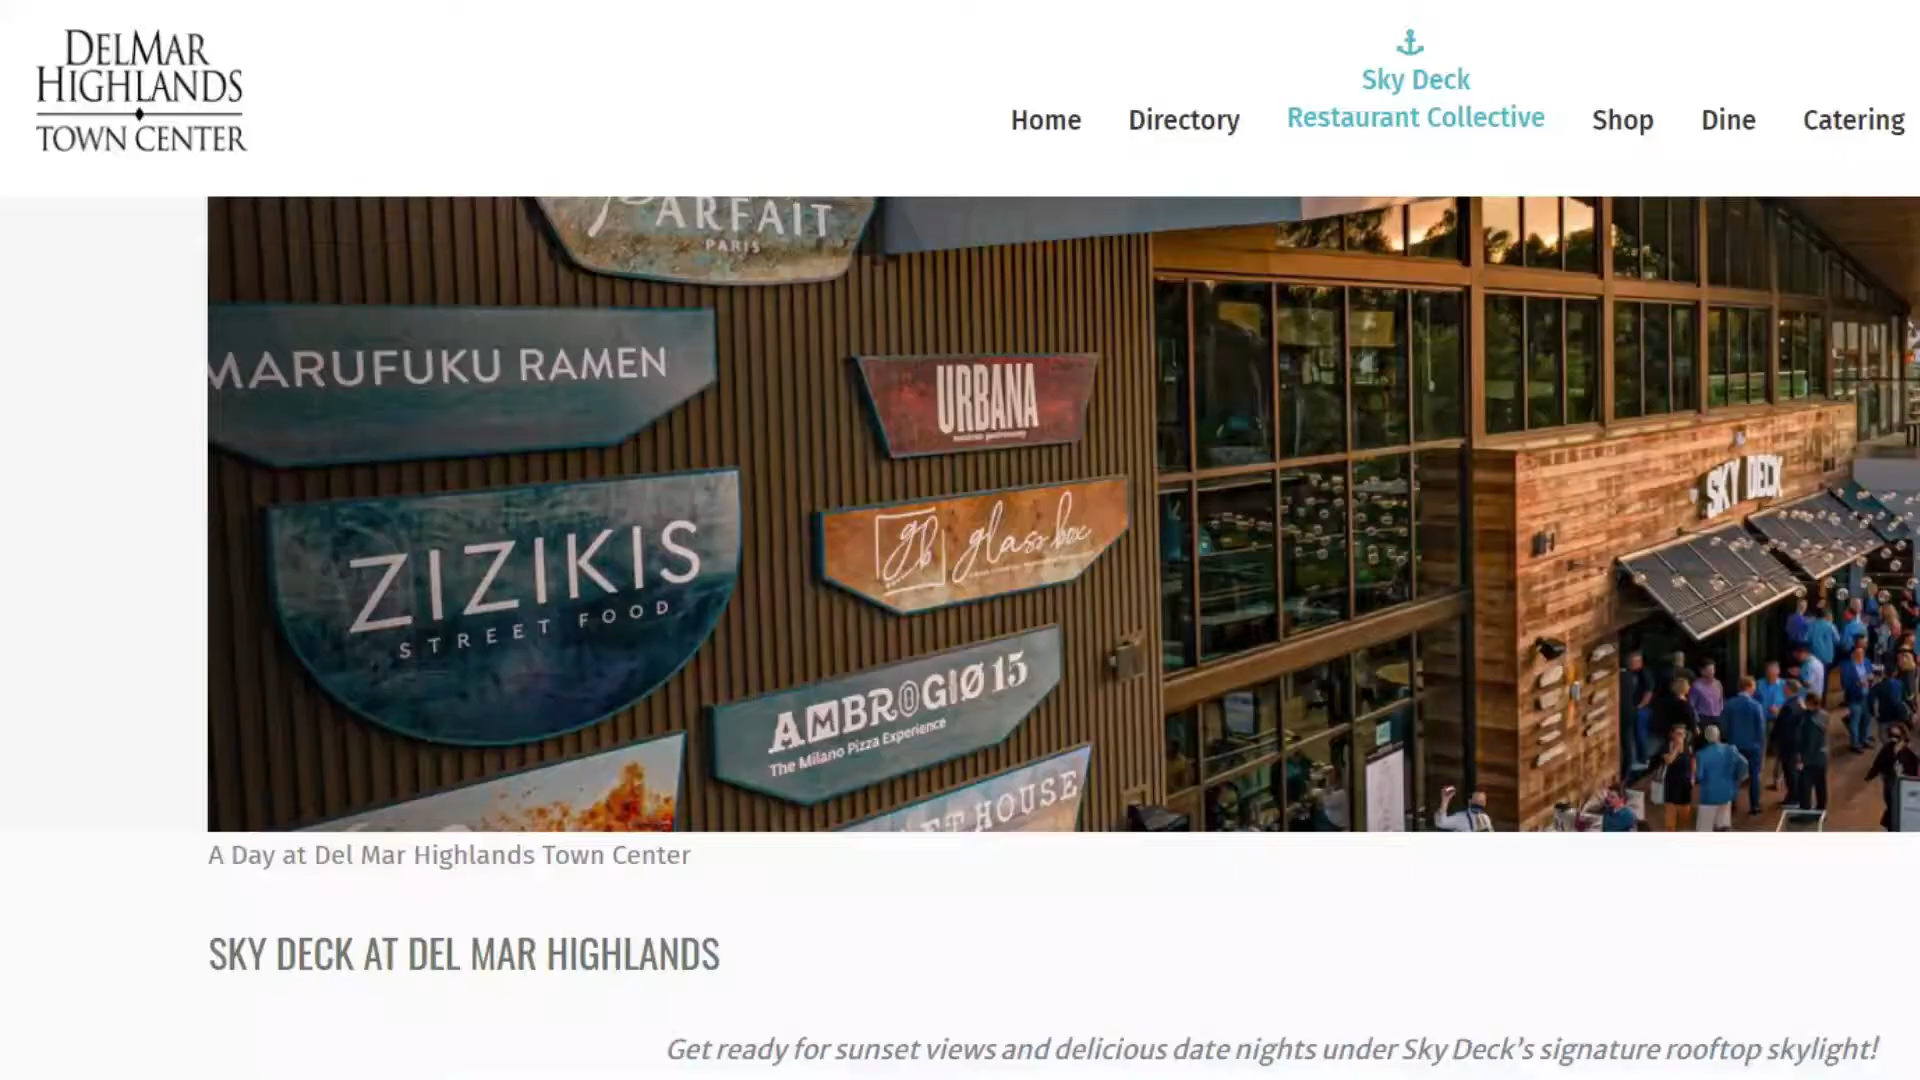 DELMAR
HIGHLANDS
TOWN CENTER
Home
Directory
Sky Deck
Restaurant Collective
Shop
Dine
Catering
PARFAIT
PARIS
MARUFUKU RAMEN
URBANA
ZIZIKIS
STREET FOOD
gb glass box
AMBROGIO 15
The Milano Pizza Experience
HOUSE
SKY DECK
A Day at Del Mar Highlands Town Center
SKY DECK AT DEL MAR HIGHLANDS
Get ready for sunset views and delicious date nights under Sky Deck's signature rooftop skylight!